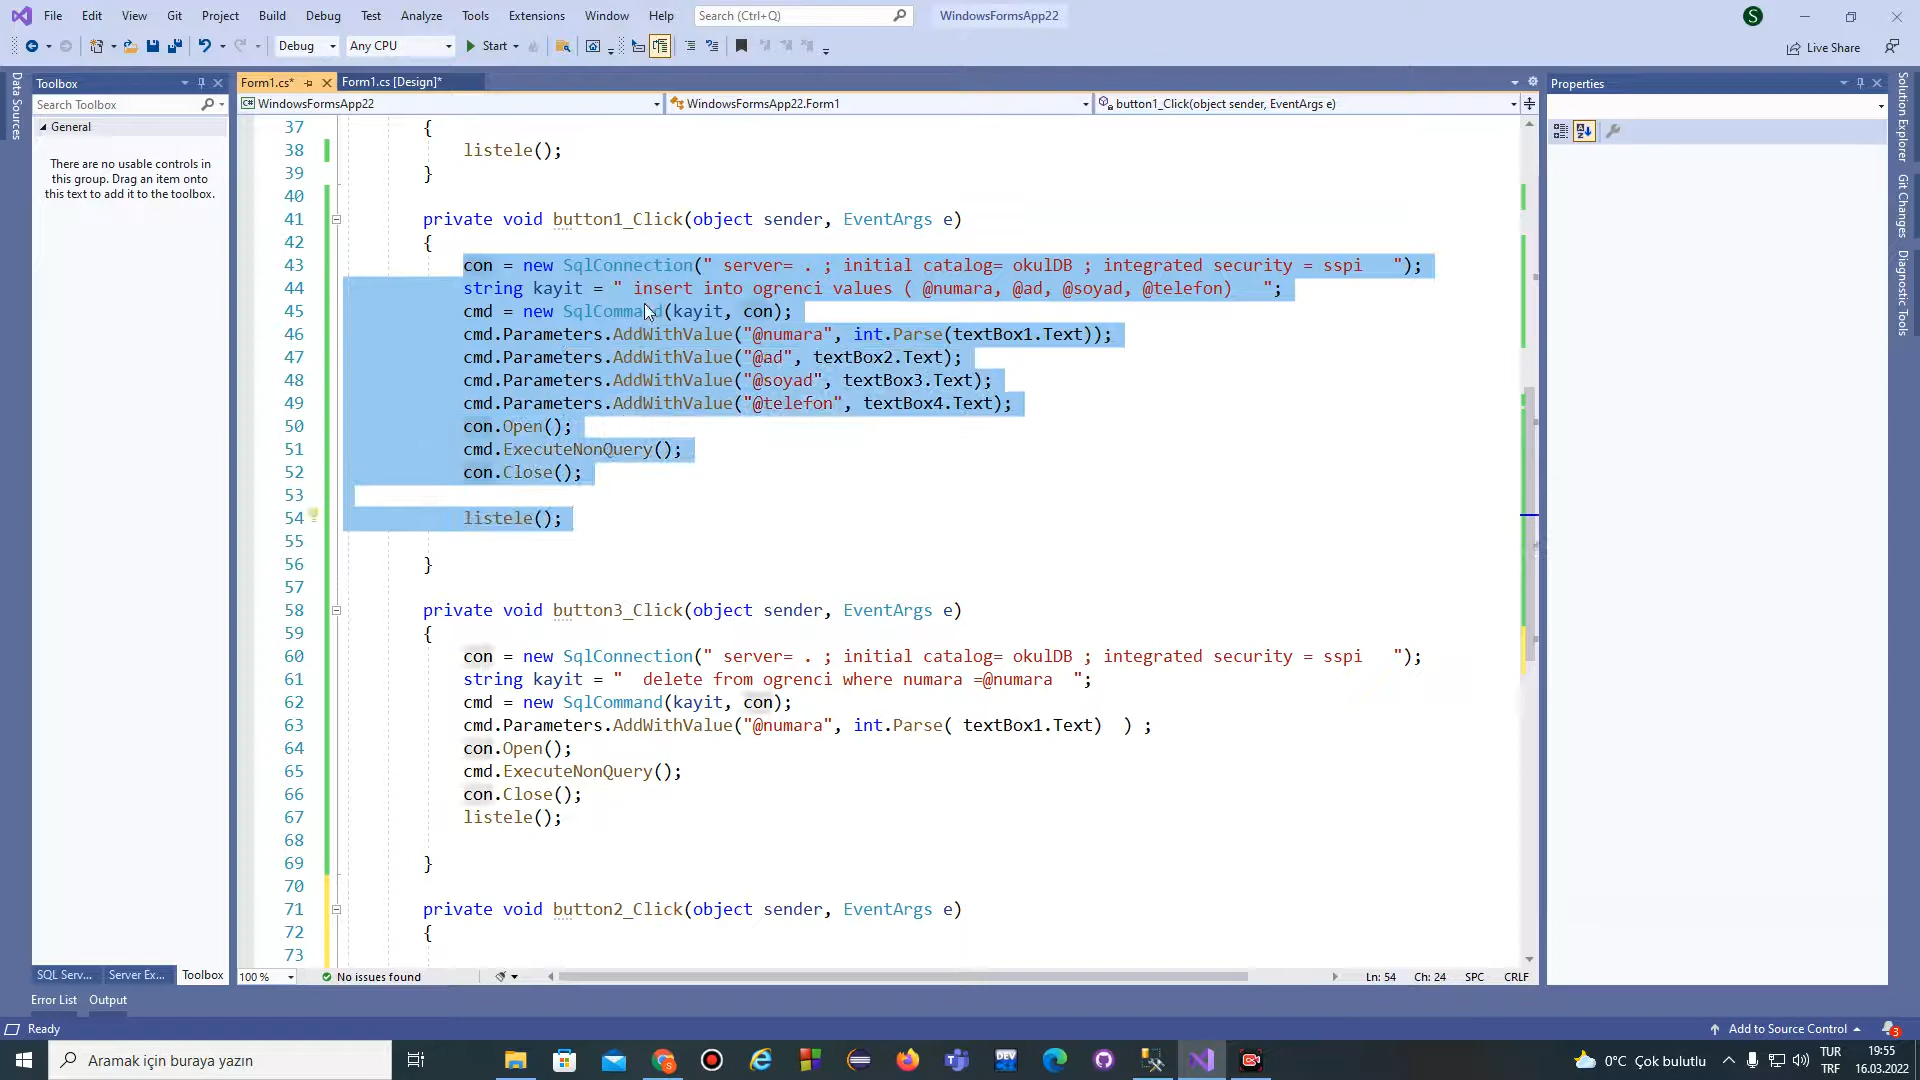 File Edit View Git Project Build Debug Test Analyze Tools Extensions Window Help Search (Ctrl+Q) WindowsFormsApp22 S
Debug Any CPU Start Live Share
Data Sources
Toolbox
Search Toolbox
General
There are no usable controls in
this group. Drag an item onto
this text to add it to the toolbox.
Form1.cs* Form1.cs [Design]*
WindowsFormsApp22 WindowsFormsApp22.Form1 button1_Click(object sender, EventArgs e)
37 {
38 listele();
39 }
40
41 private void button1_Click(object sender, EventArgs e)
42 {
43 con = new SqlConnection(" server= . ; initial catalog= okulDB ; integrated security = sspi   ");
44 string kayit = " insert into ogrenci values ( @numara, @ad, @soyad, @telefon)   ";
45 cmd = new SqlCommand(kayit, con);
46 cmd.Parameters.AddWithValue("@numara", int.Parse(textBox1.Text));
47 cmd.Parameters.AddWithValue("@ad", textBox2.Text);
48 cmd.Parameters.AddWithValue("@soyad", textBox3.Text);
49 cmd.Parameters.AddWithValue("@telefon", textBox4.Text);
50 con.Open();
51 cmd.ExecuteNonQuery();
52 con.Close();
53
54 listele();
55
56 }
57
58 private void button3_Click(object sender, EventArgs e)
59 {
60 con = new SqlConnection(" server= . ; initial catalog= okulDB ; integrated security = sspi   ");
61 string kayit = "  delete from ogrenci where numara =@numara  ";
62 cmd = new SqlCommand(kayit, con);
63 cmd.Parameters.AddWithValue("@numara", int.Parse( textBox1.Text)  ) ;
64 con.Open();
65 cmd.ExecuteNonQuery();
66 con.Close();
67 listele();
68
69 }
70
71 private void button2_Click(object sender, EventArgs e)
72 {
73
Properties
Solution Explorer
Git Changes
Diagnostic Tools
SQL Serv... Server Ex... Toolbox
100 % No issues found Ln: 54 Ch: 24 SPC CRLF
Error List Output
Ready Add to Source Control 3
Aramak için buraya yazın
DEV
0°C Çok bulutlu
TUR
TRF
19:55
16.03.2022